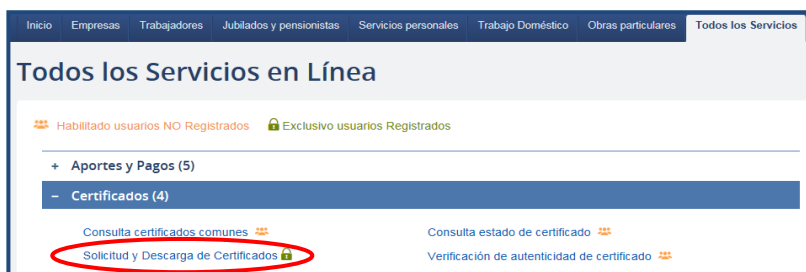 Inicio Empresas Trabajadores Jubilados y pensionistas Servicios personales Trabajo Doméstico Obras particulares Todos los Servicios
Todos los Servicios en Línea
Habilitado usuarios NO Registrados Exclusivo usuarios Registrados
+ Aportes y Pagos (5)
– Certificados (4)
Consulta certificados comunes Consulta estado de certificado
Solicitud y Descarga de Certificados Verificación de autenticidad de certificado